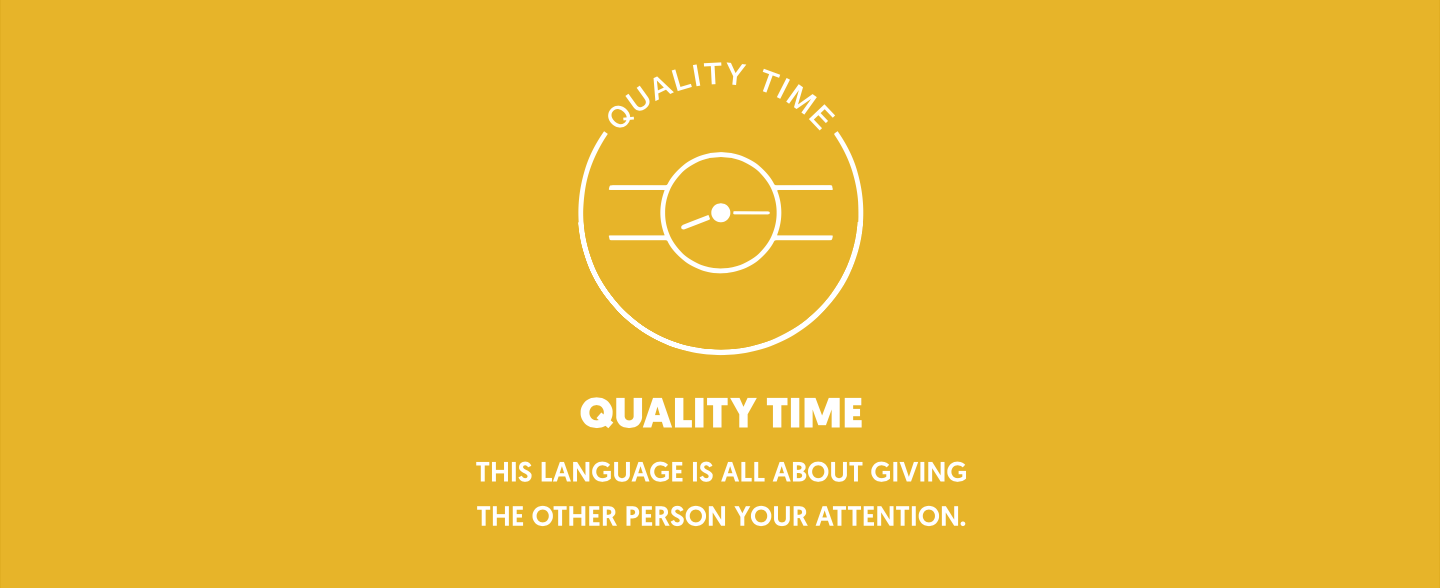 QUALITY TIME
QUALITY TIME
THIS LANGUAGE IS ALL ABOUT GIVING
THE OTHER PERSON YOUR ATTENTION.